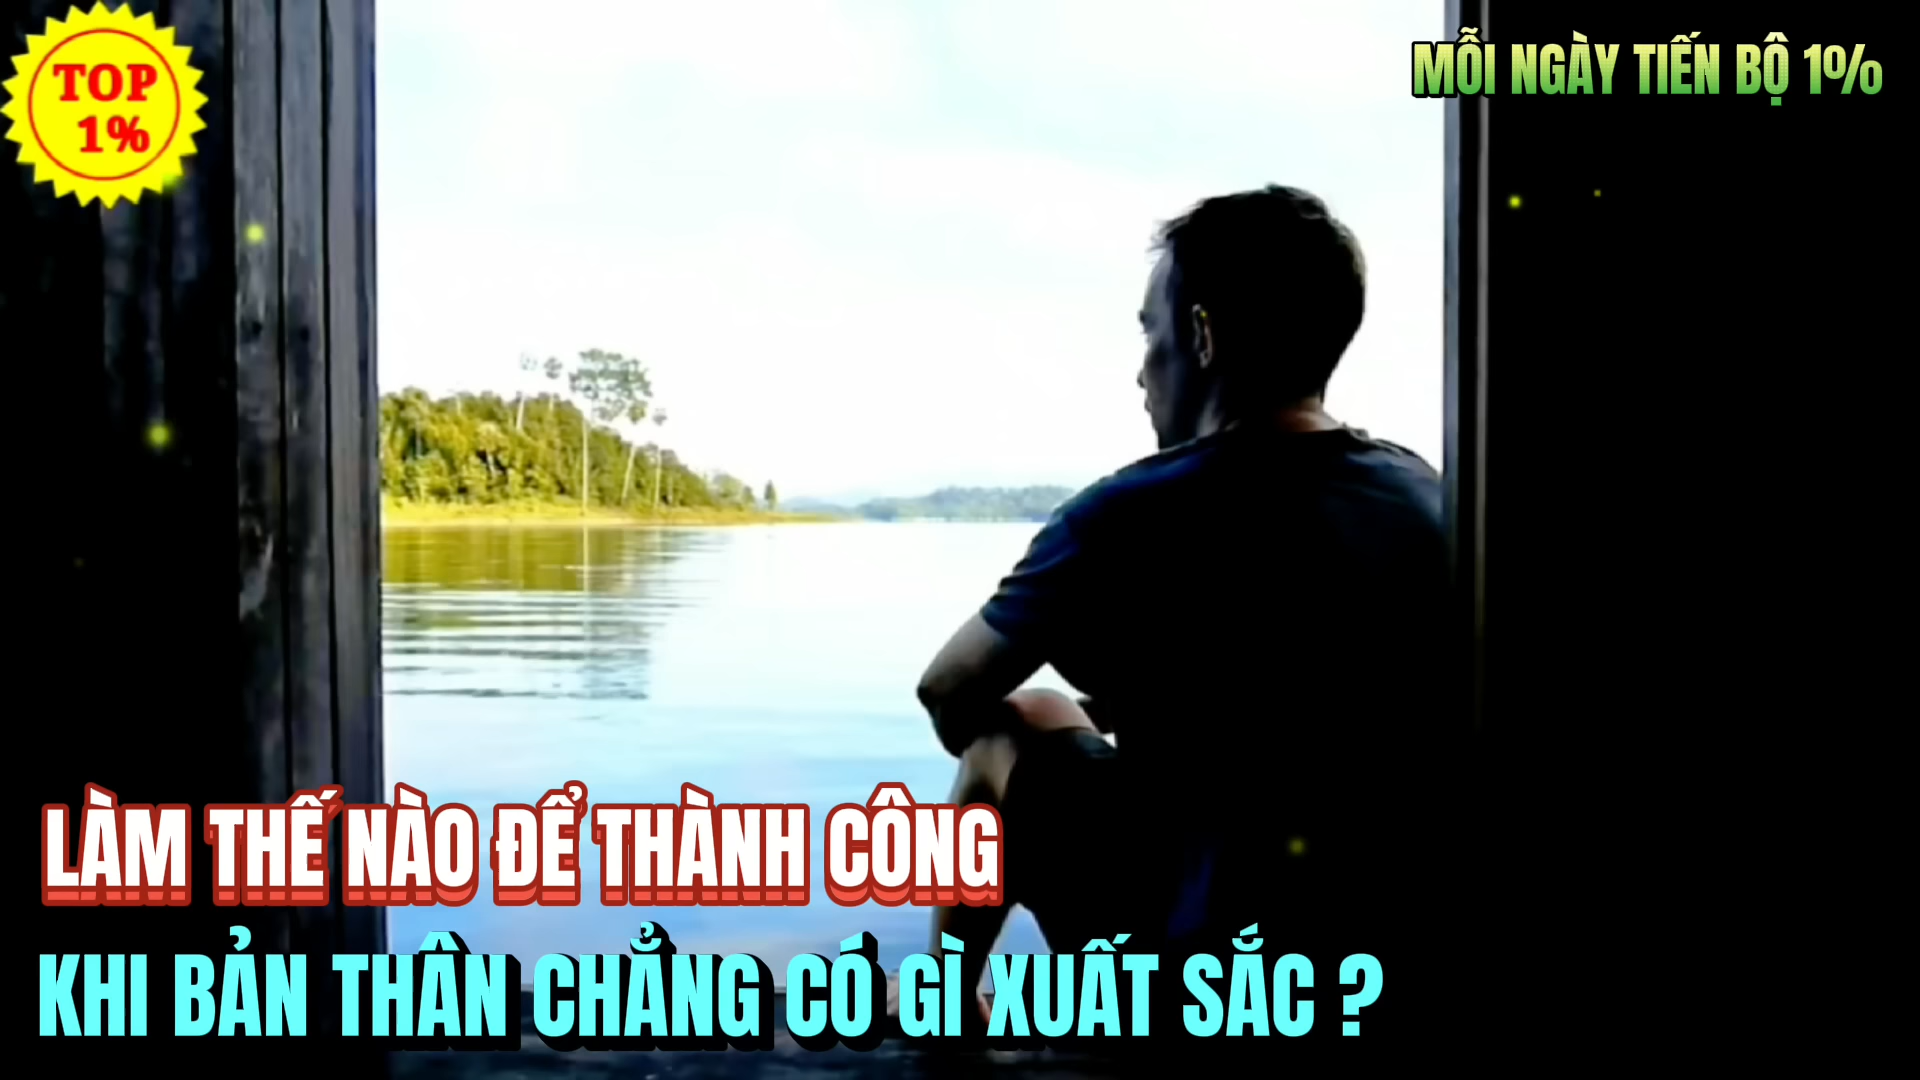 TOP
1%
MỖI NGÀY TIẾN BỘ 1%
LÀM THẾ NÀO ĐỂ THÀNH CÔNG
KHI BẢN THÂN CHẲNG CÓ GÌ XUẤT SẮC ?